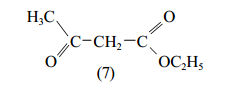 H₃C O
C–CH₂–C
O OC₂H₅
(7)